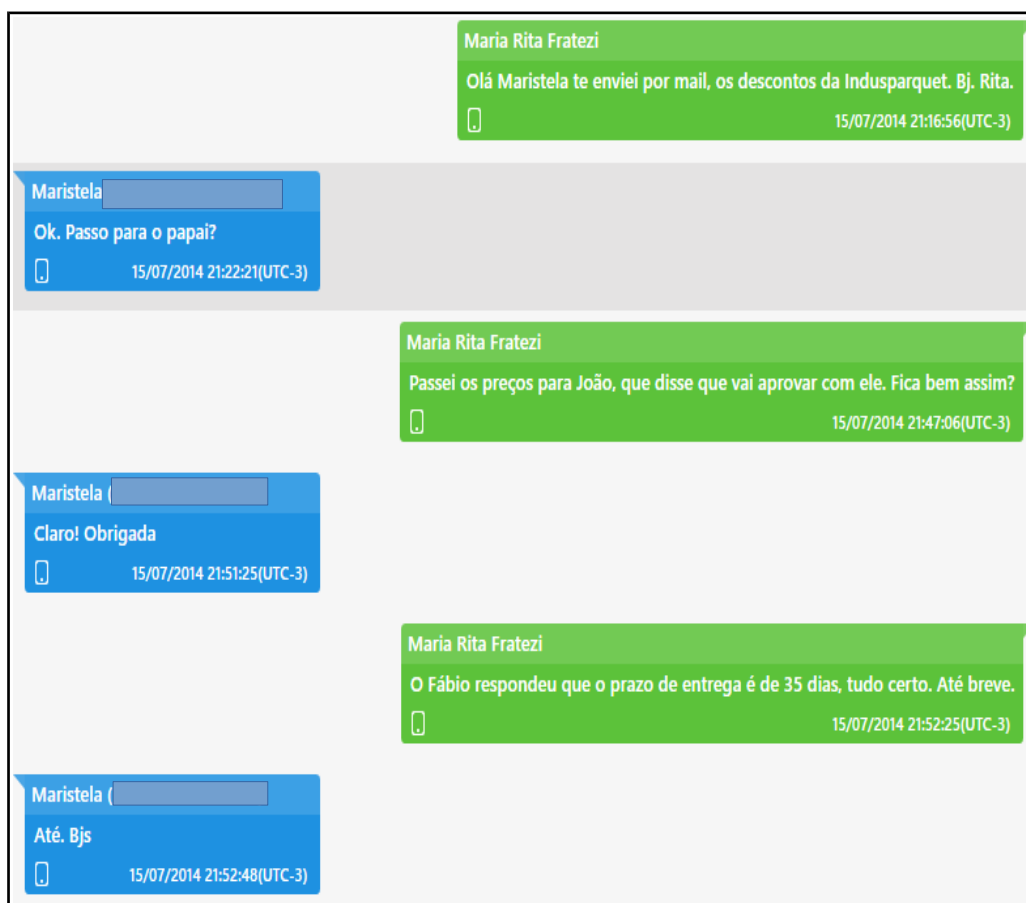 Maria Rita Fratezi
Olá Maristela te enviei por mail, os descontos da Indusparquet. Bj. Rita.
15/07/2014 21:16:56(UTC-3)
Maristela
Ok. Passo para o papai?
15/07/2014 21:22:21(UTC-3)
Maria Rita Fratezi
Passei os preços para João, que disse que vai aprovar com ele. Fica bem assim?
15/07/2014 21:47:06(UTC-3)
Maristela (
Claro! Obrigada
15/07/2014 21:51:25(UTC-3)
Maria Rita Fratezi
O Fábio respondeu que o prazo de entrega é de 35 dias, tudo certo. Até breve.
15/07/2014 21:52:25(UTC-3)
Maristela (
Até. Bjs
15/07/2014 21:52:48(UTC-3)